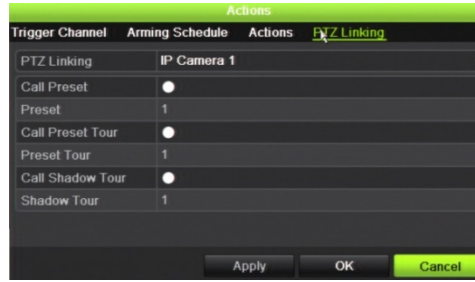 Actions
Trigger Channel Arming Schedule Actions PTZ Linking
PTZ Linking IP Camera 1
Call Preset
Preset 1
Call Preset Tour
Preset Tour 1
Call Shadow Tour
Shadow Tour 1
Apply OK Cancel